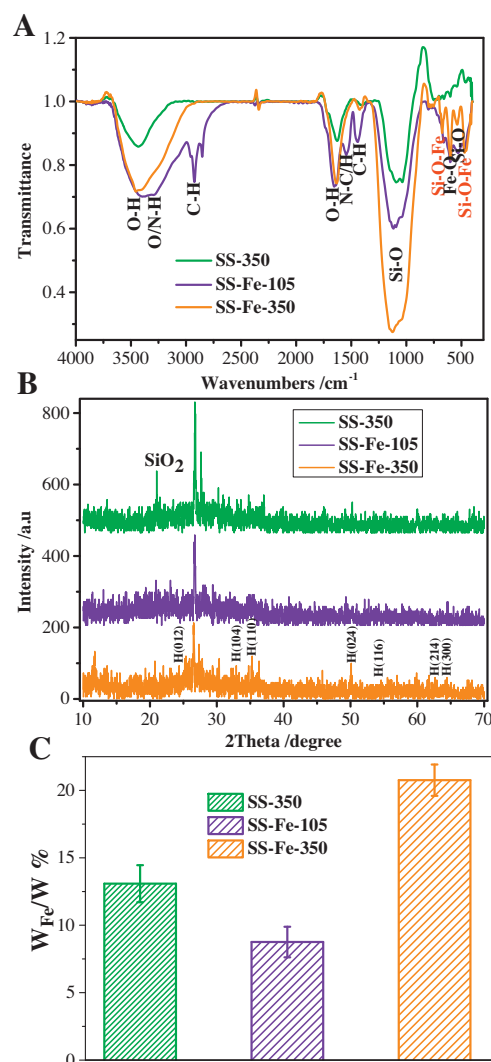 A
1.2
1.0
0.8
0.6
0.4
Transmittance
O-H
O/N-H
C-H
O-H
N-C/H
C-H
Si-O
Si-O-Fe
Fe-O
Si-O
Si-O-Fe
SS-350
SS-Fe-105
SS-Fe-350
4000 3500 3000 2500 2000 1500 1000 500
Wavenumbers /cm-1
B
800
600
400
200
0
Intensity /a.u
SiO2
SS-350
SS-Fe-105
SS-Fe-350
H(012)
H(104)
H(110)
H(024)
H(116)
H(214)
H(300)
10 20 30 40 50 60 70
2Theta /degree
C
20
15
10
5
0
WFe/W %
SS-350
SS-Fe-105
SS-Fe-350